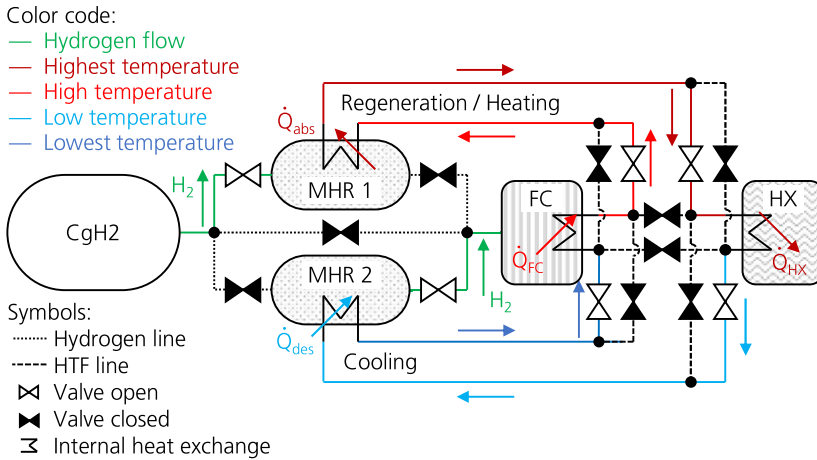 Color code:
Hydrogen flow
Highest temperature
High temperature
Low temperature
Lowest temperature
Regeneration / Heating
Q̇abs
H2
MHR 1
CgH2
FC
HX
Q̇FC
Q̇HX
MHR 2
H2
Q̇des
Cooling
Symbols:
Hydrogen line
HTF line
Valve open
Valve closed
Internal heat exchange